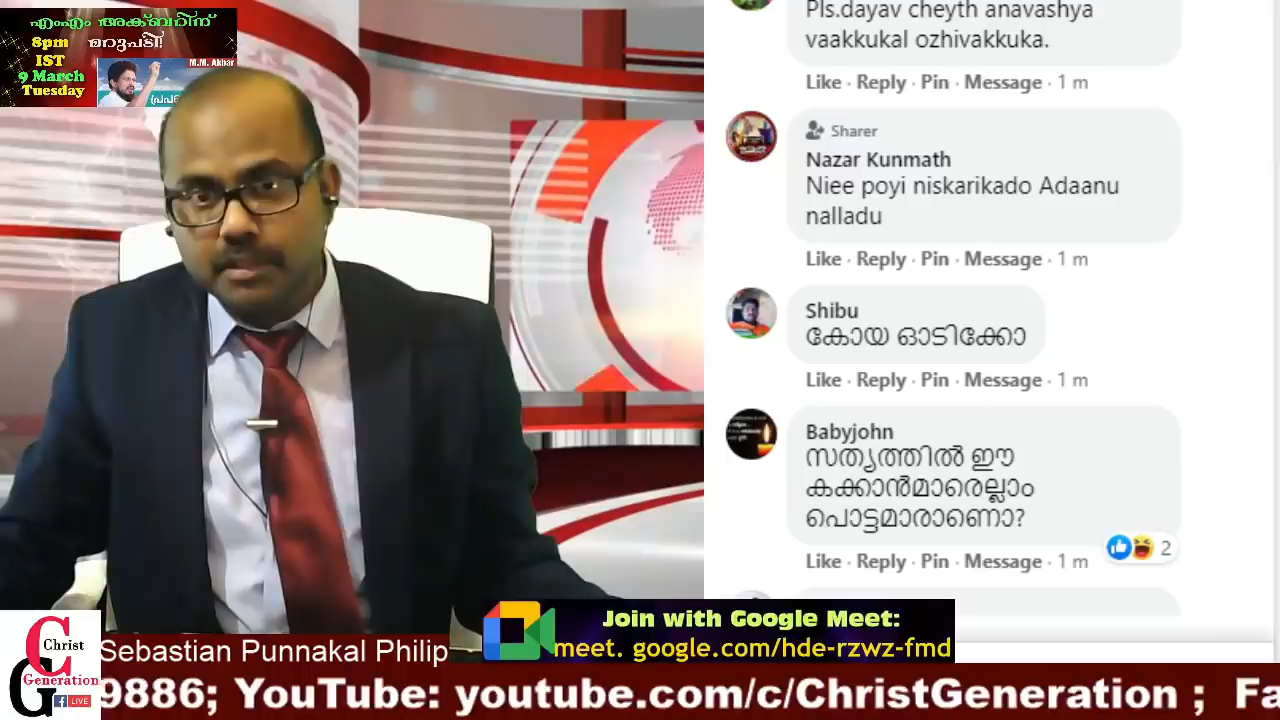 എംഎം അക്ബറിന്
8pm മറുപടി!
IST
9 March
Tuesday
M.M. Akbar
Pls.dayav cheyth anavashya
vaakkukal ozhivakkuka.
Like · Reply · Pin · Message · 1 m
Sharer
Nazar Kunmath
Niee poyi niskarikado Adaanu
nalladu
Like · Reply · Pin · Message · 1 m
Shibu
കോയ ഓടിക്കോ
Like · Reply · Pin · Message · 1 m
Babyjohn
സത്യത്തിൽ ഈ
കക്കാൻമാരെല്ലാം
പൊട്ടമാരാണൊ?
2
Like · Reply · Pin · Message · 1 m
Join with Google Meet:
meet. google.com/hde-rzwz-fmd
Christ
Generation
LIVE
Sebastian Punnakal Philip
9886; YouTube: youtube.com/c/ChristGeneration ; Fa